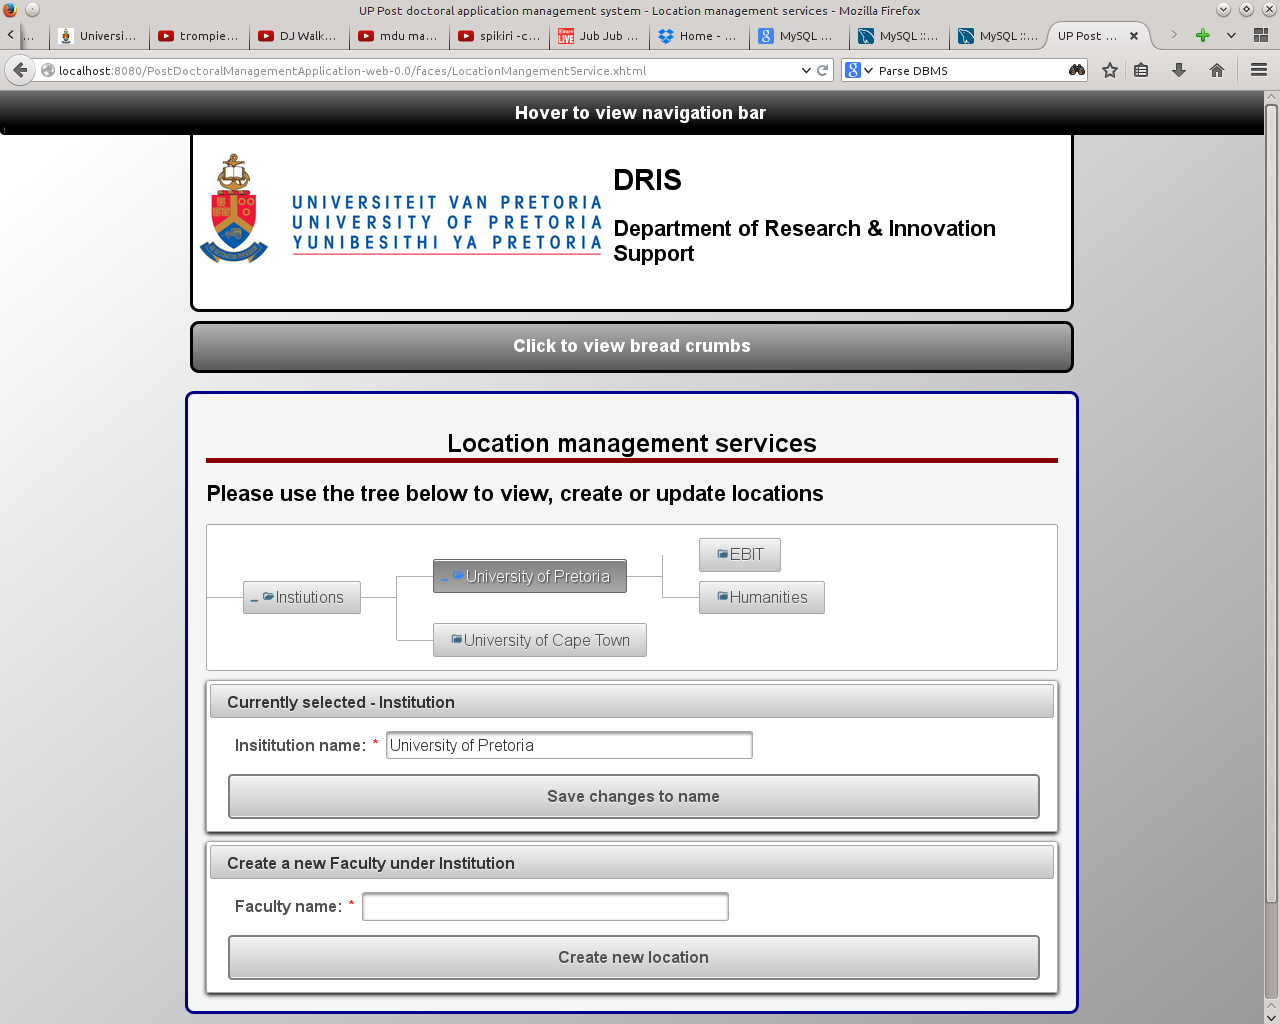 UP Post doctoral application management system - Location management services - Mozilla Firefox
... Universi... trompie... DJ Walk... mdu ma... spikiri -c... Jub Jub ... Home - ... MySQL ... MySQL ::... MySQL ::... UP Post ...
localhost:8080/PostDoctoralManagementApplication-web-0.0/faces/LocationMangementService.xhtml Parse DBMS
Hover to view navigation bar
UNIVERSITEIT VAN PRETORIA
UNIVERSITY OF PRETORIA
YUNIBESITHI YA PRETORIA
DRIS
Department of Research & Innovation
Support
Click to view bread crumbs
Location management services
Please use the tree below to view, create or update locations
EBIT
University of Pretoria
Instiutions
Humanities
University of Cape Town
Currently selected - Institution
Insititution name: * University of Pretoria
Save changes to name
Create a new Faculty under Institution
Faculty name: *
Create new location